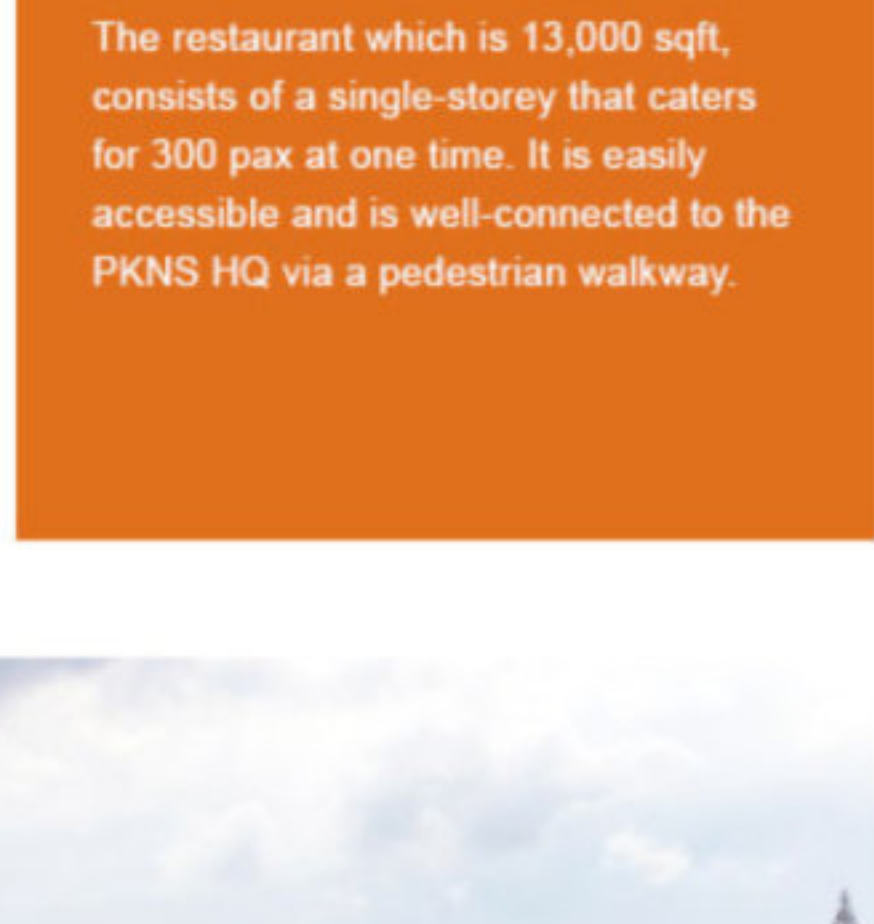 The restaurant which is 13,000 sqft,
consists of a single-storey that caters
for 300 pax at one time. It is easily
accessible and is well-connected to the
PKNS HQ via a pedestrian walkway.